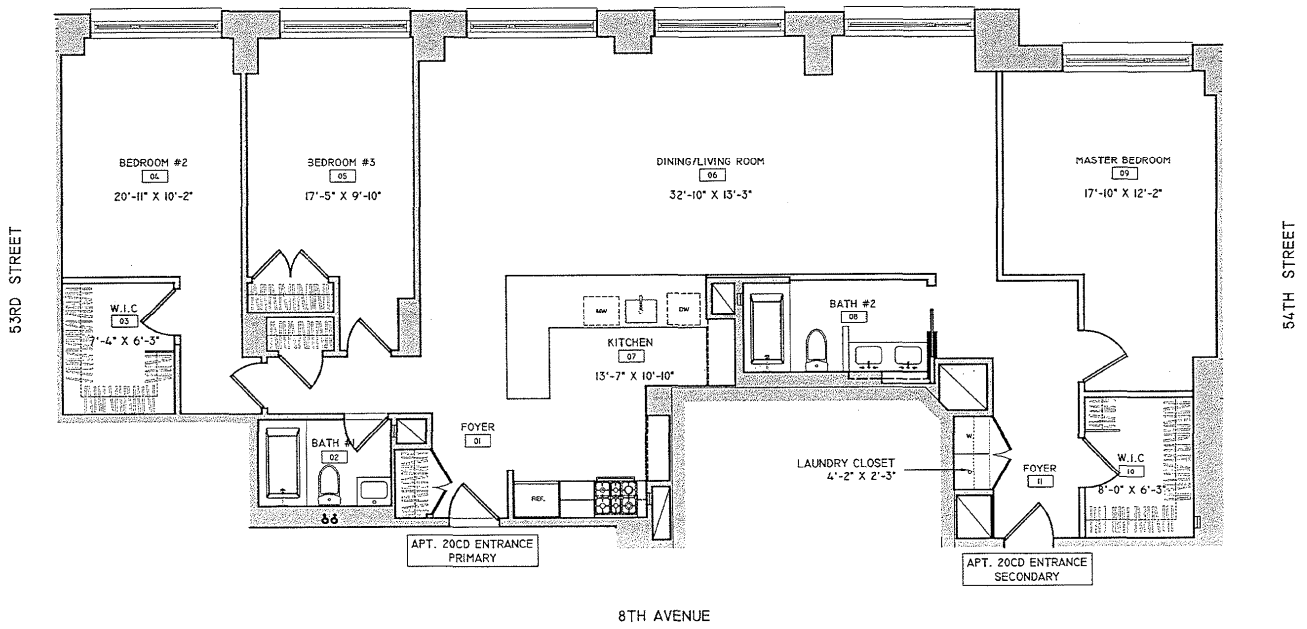 BEDROOM #2
04
20'-11" X 10'-2"
BEDROOM #3
05
17'-5" X 9'-10"
DINING/LIVING ROOM
06
32'-10" X 13'-3"
MASTER BEDROOM
09
17'-10" X 12'-2"
53RD STREET
54TH STREET
W.I.C
03
7'-4" X 6'-3"
MW
DW
KITCHEN
07
13'-7" X 10'-10"
BATH #2
08
FOYER
01
BATH #1
02
REF.
W.
D
LAUNDRY CLOSET
4'-2" X 2'-3"
FOYER
11
W.I.C
10
8'-0" X 6'-3"
APT. 20CD ENTRANCE
PRIMARY
APT. 20CD ENTRANCE
SECONDARY
8TH AVENUE